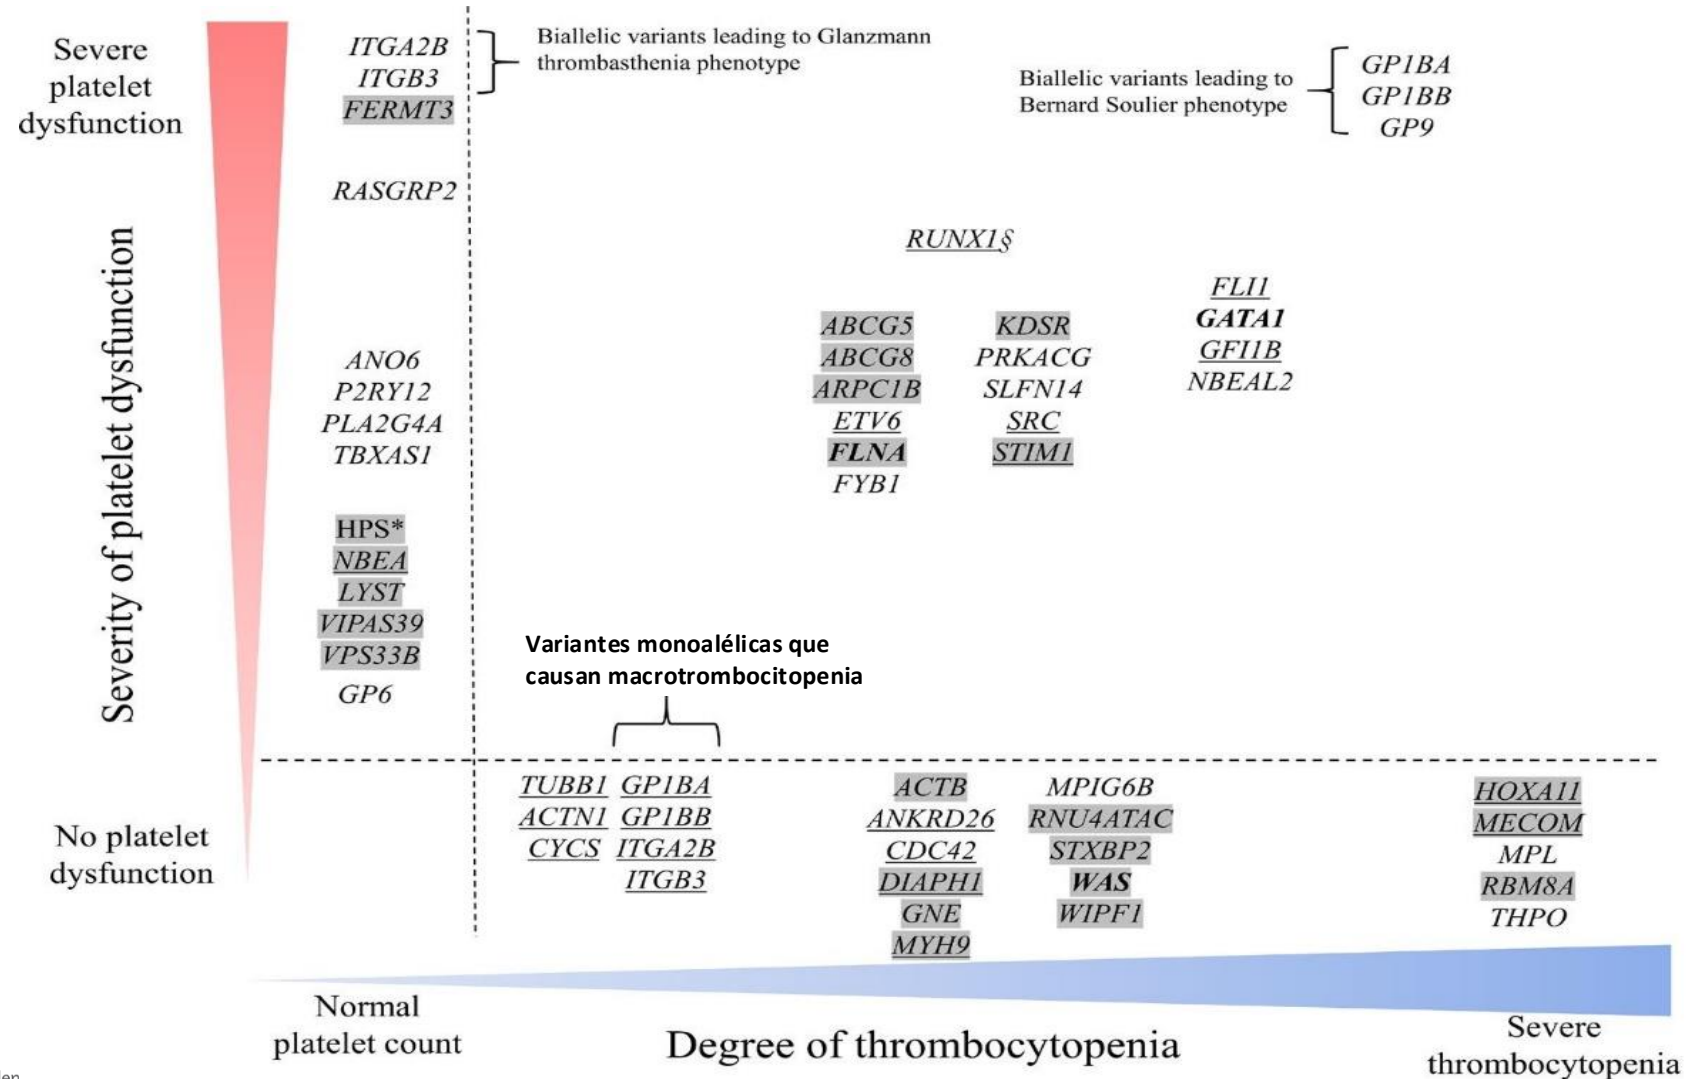 Severe
platelet
dysfunction
ITGA2B
ITGB3
FERMT3
Biallelic variants leading to Glanzmann
thrombasthenia phenotype
Biallelic variants leading to
Bernard Soulier phenotype
GP1BA
GP1BB
GP9
RASGRP2
Severity of platelet dysfunction
RUNX1§
ANO6
P2RY12
PLA2G4A
TBXAS1
ABCG5
ABCG8
ARPC1B
ETV6
FLNA
FYB1
KDSR
PRKACG
SLFN14
SRC
STIM1
FLI1
GATA1
GFI1B
NBEAL2
HPS*
NBEA
LYST
VIPAS39
VPS33B
GP6
Variantes monoalélicas que
causan macrotrombocitopenia
No platelet
dysfunction
TUBB1
ACTN1
CYCS
GP1BA
GP1BB
ITGA2B
ITGB3
ACTB
ANKRD26
CDC42
DIAPH1
GNE
MYH9
MPIG6B
RNU4ATAC
STXBP2
WAS
WIPF1
HOXA11
MECOM
MPL
RBM8A
THPO
Normal
platelet count
Degree of thrombocytopenia
Severe
thrombocytopenia